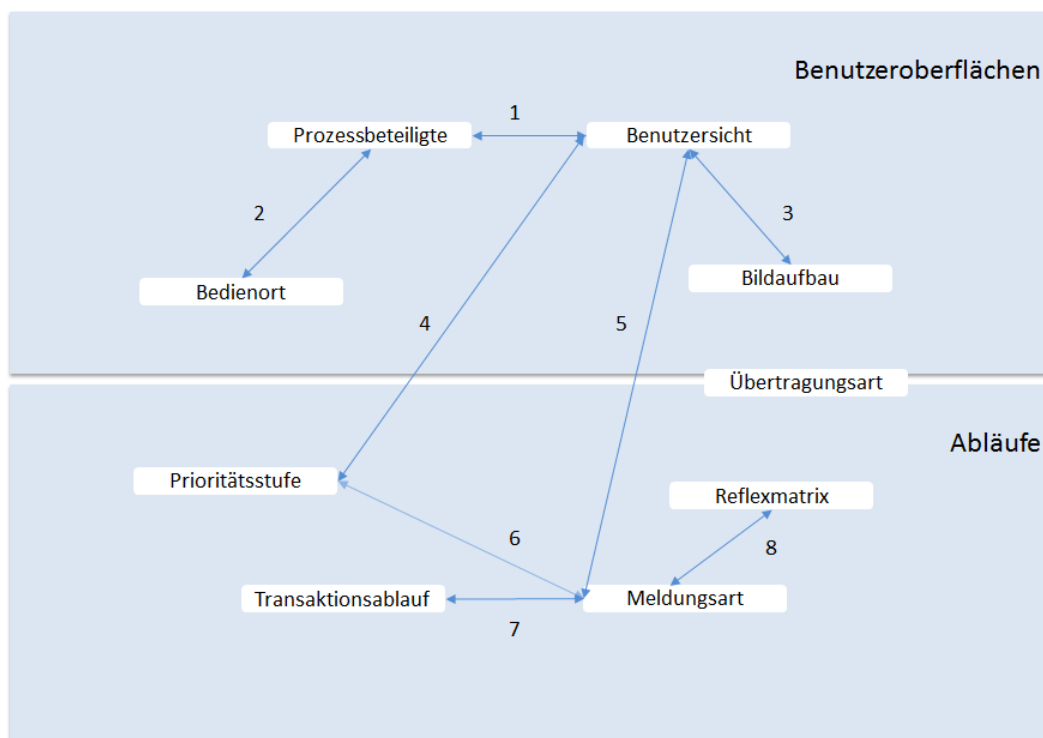 Benutzeroberflächen
1
Prozessbeteiligte
Benutzersicht
2
3
Bedienort
Bildaufbau
4
5
Übertragungsart
Abläufe
Prioritätsstufe
Reflexmatrix
6
8
Transaktionsablauf
Meldungsart
7